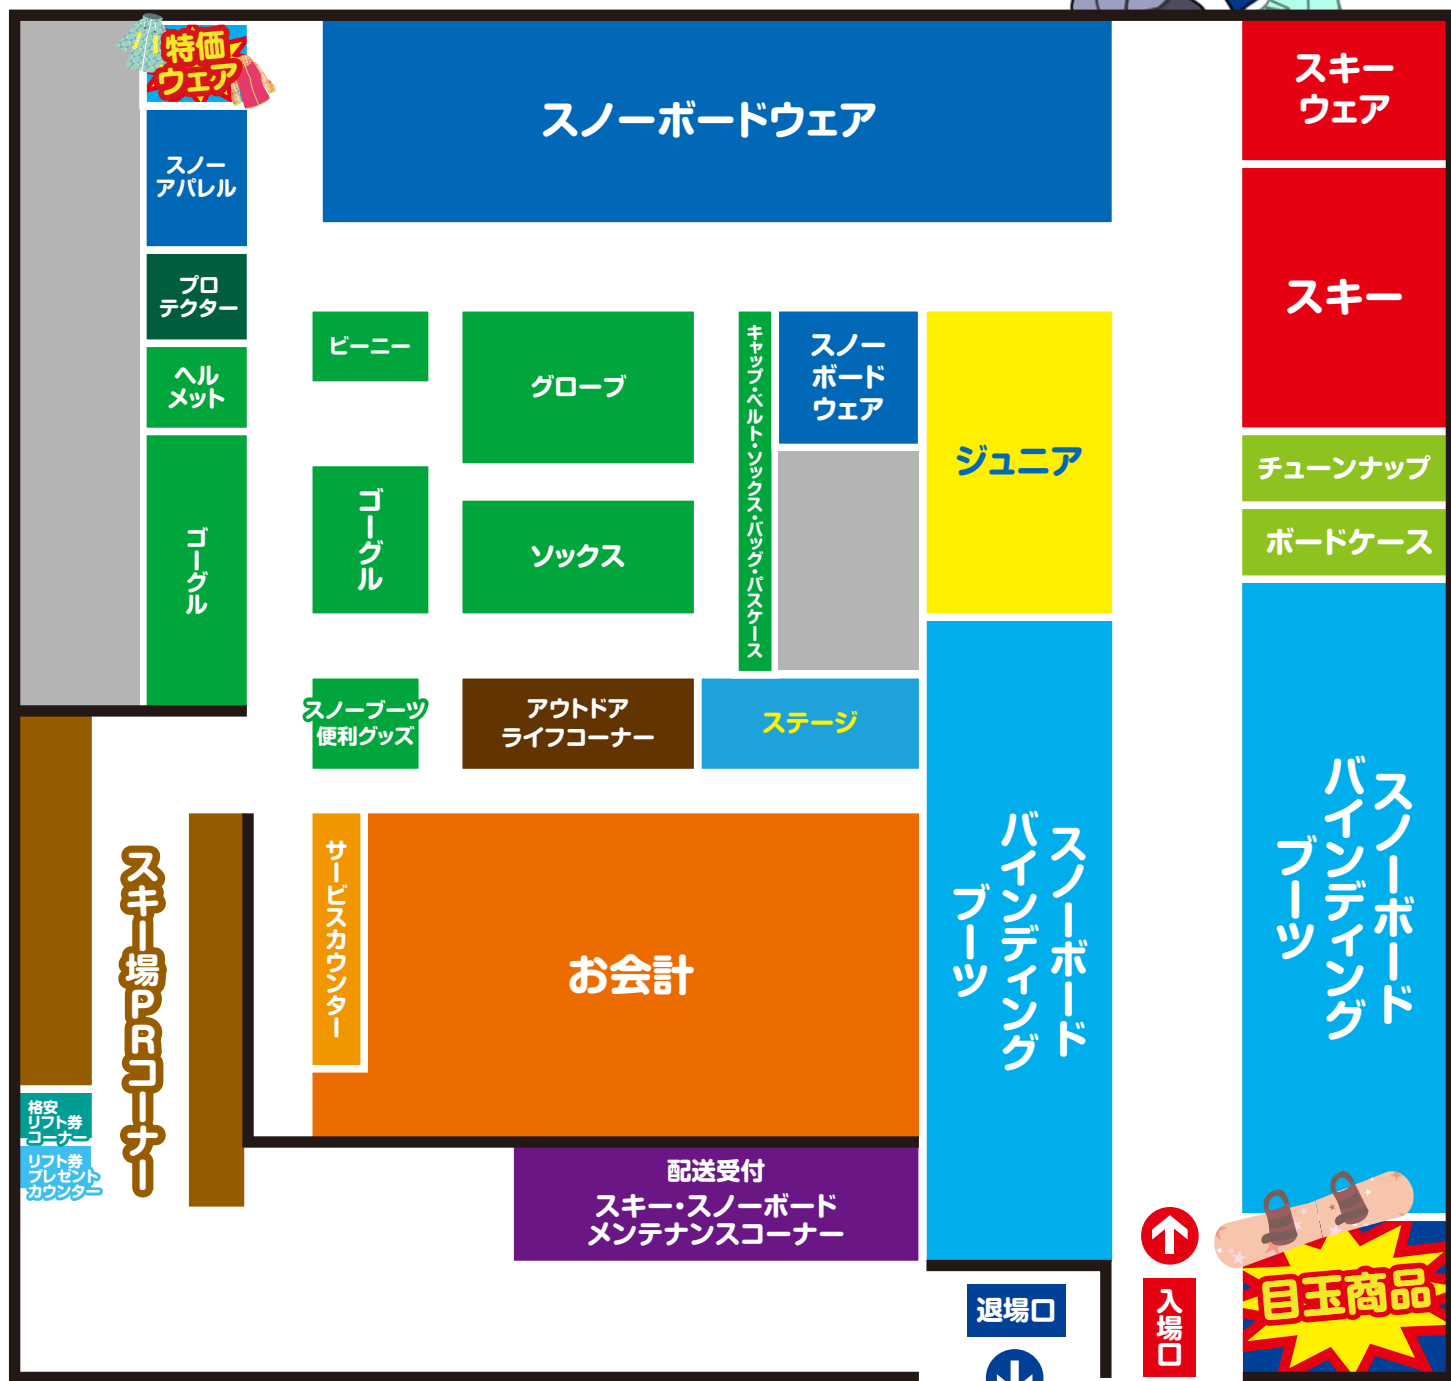 特価
ウェア
スノーボードウェア
スキー
ウェア
スノー
アパレル
スキー
プロ
テクター
ビーニー
グローブ
キャップ・ベルト・ソックス・バッグ・パスケース
スノー
ボード
ウェア
ジュニア
ヘル
メット
チューンナップ
ゴーグル
ゴーグル
ソックス
ボードケース
スノーブーツ
便利グッズ
アウトドア
ライフコーナー
ステージ
スノーボード
バインディング
ブーツ
スノーボード
バインディング
ブーツ
スキー場PRコーナー
サービスカウンター
お会計
格安
リフト券
コーナー
リフト券
プレゼント
カウンター
配送受付
スキー・スノーボード
メンテナンスコーナー
目玉商品
退場口
入場口